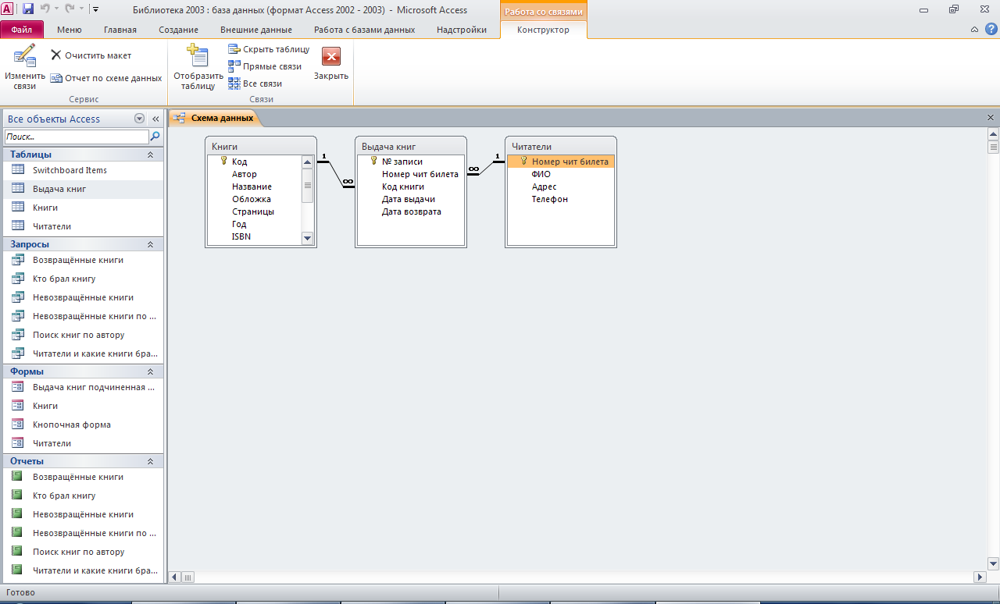 Библиотека 2003 : база данных (формат Access 2002 - 2003) - Microsoft Access
Работа со связями
Файл Меню Главная Создание Внешние данные Работа с базами данных Надстройки Конструктор
Изменить связи
Очистить макет
Отчет по схеме данных
Сервис
Отобразить таблицу
Скрыть таблицу
Прямые связи
Все связи
Закрыть
Связи
Все объекты Access
Поиск...
Таблицы
Switchboard Items
Выдача книг
Книги
Читатели
Запросы
Возвращённые книги
Кто брал книгу
Невозвращённые книги
Невозвращённые книги по ...
Поиск книг по автору
Читатели и какие книги бра...
Формы
Выдача книг подчиненная ...
Книги
Кнопочная форма
Читатели
Отчеты
Возвращённые книги
Кто брал книгу
Невозвращённые книги
Невозвращённые книги по ...
Поиск книг по автору
Читатели и какие книги бра...
Схема данных
Книги
Код
Автор
Название
Обложка
Страницы
Год
ISBN
1
∞
Выдача книг
№ записи
Номер чит билета
Код книги
Дата выдачи
Дата возврата
∞
1
Читатели
Номер чит билета
ФИО
Адрес
Телефон
Готово